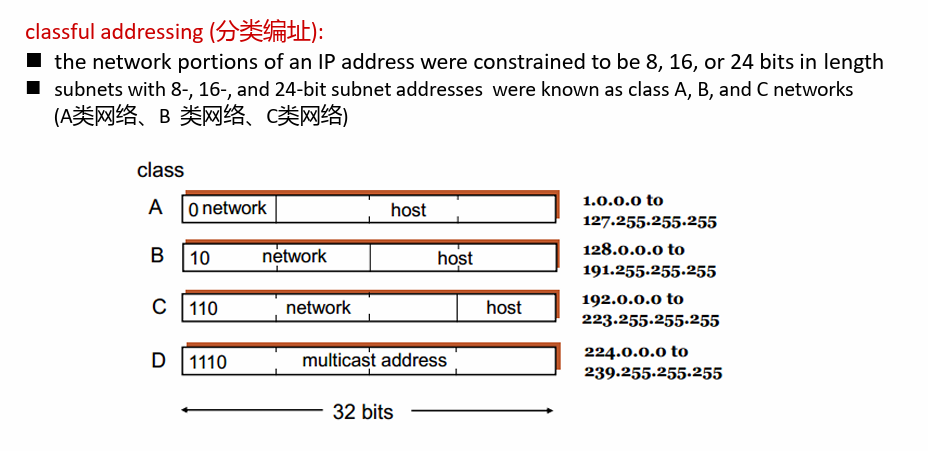 classful addressing (分类编址):
■ the network portions of an IP address were constrained to be 8, 16, or 24 bits in length
■ subnets with 8-, 16-, and 24-bit subnet addresses were known as class A, B, and C networks
(A类网络、B 类网络、C类网络)
class
A 0 network host 1.0.0.0 to
127.255.255.255
B 10 network host 128.0.0.0 to
191.255.255.255
C 110 network host 192.0.0.0 to
223.255.255.255
D 1110 multicast address 224.0.0.0 to
239.255.255.255
32 bits